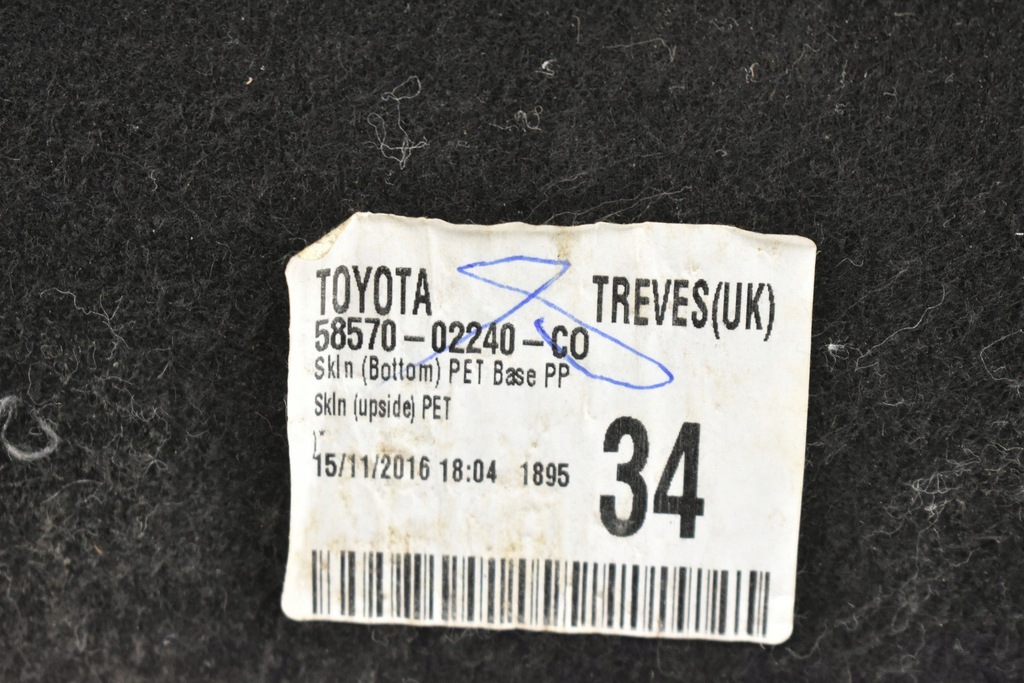 TOYOTA TREVES(UK)
58570-02240-C0
SkIn (Bottom) PET Base PP
SkIn (upside) PET
15/11/2016 18:04 1895
34